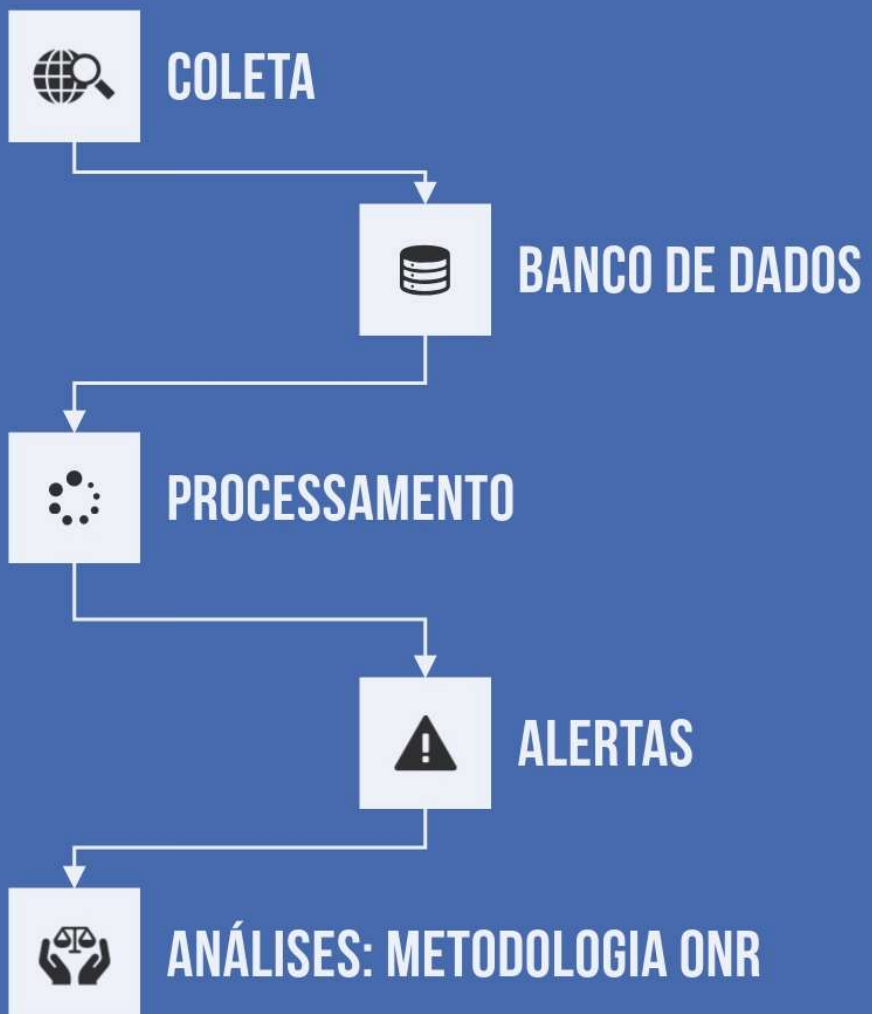 COLETA
BANCO DE DADOS
PROCESSAMENTO
ALERTAS
ANÁLISES: METODOLOGIA ONR